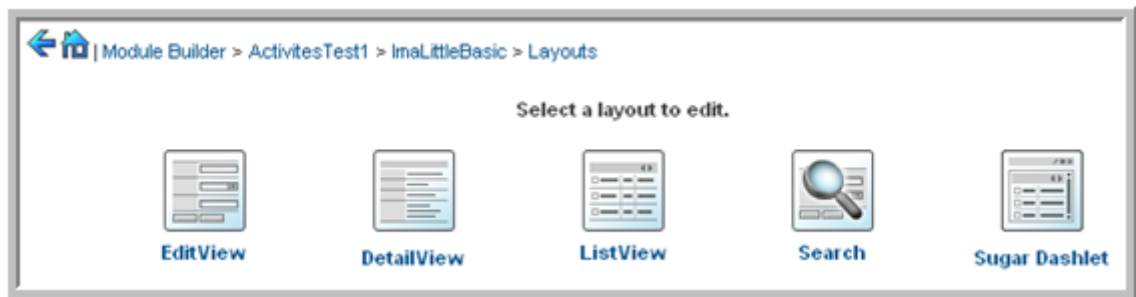 | Module Builder > ActivitesTest1 > ImaLittleBasic > Layouts
Select a layout to edit.
EditView DetailView ListView Search Sugar Dashlet